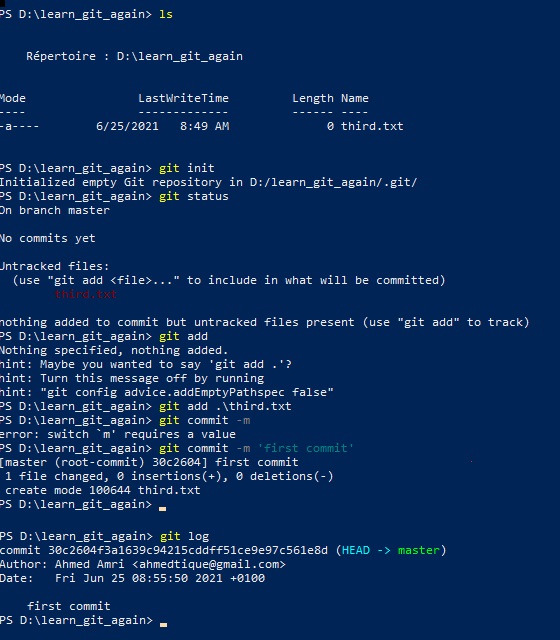 PS D:\learn_git_again> ls
Répertoire : D:\learn_git_again
Mode LastWriteTime Length Name
---- ------------- ------ ----
-a---- 6/25/2021 8:49 AM 0 third.txt
PS D:\learn_git_again> git init
Initialized empty Git repository in D:/learn_git_again/.git/
PS D:\learn_git_again> git status
On branch master
No commits yet
Untracked files:
(use "git add <file>..." to include in what will be committed)
third.txt
nothing added to commit but untracked files present (use "git add" to track)
PS D:\learn_git_again> git add
Nothing specified, nothing added.
hint: Maybe you wanted to say 'git add .'?
hint: Turn this message off by running
hint: "git config advice.addEmptyPathspec false"
PS D:\learn_git_again> git add .\third.txt
PS D:\learn_git_again> git commit -m
error: switch `m' requires a value
PS D:\learn_git_again> git commit -m 'first commit'
[master (root-commit) 30c2604] first commit
1 file changed, 0 insertions(+), 0 deletions(-)
create mode 100644 third.txt
PS D:\learn_git_again>
PS D:\learn_git_again> git log
commit 30c2604f3a1639c94215cddff51ce9e97c561e8d (HEAD -> master)
Author: Ahmed Amri <ahmedtique@gmail.com>
Date: Fri Jun 25 08:55:50 2021 +0100
first commit
PS D:\learn_git_again>